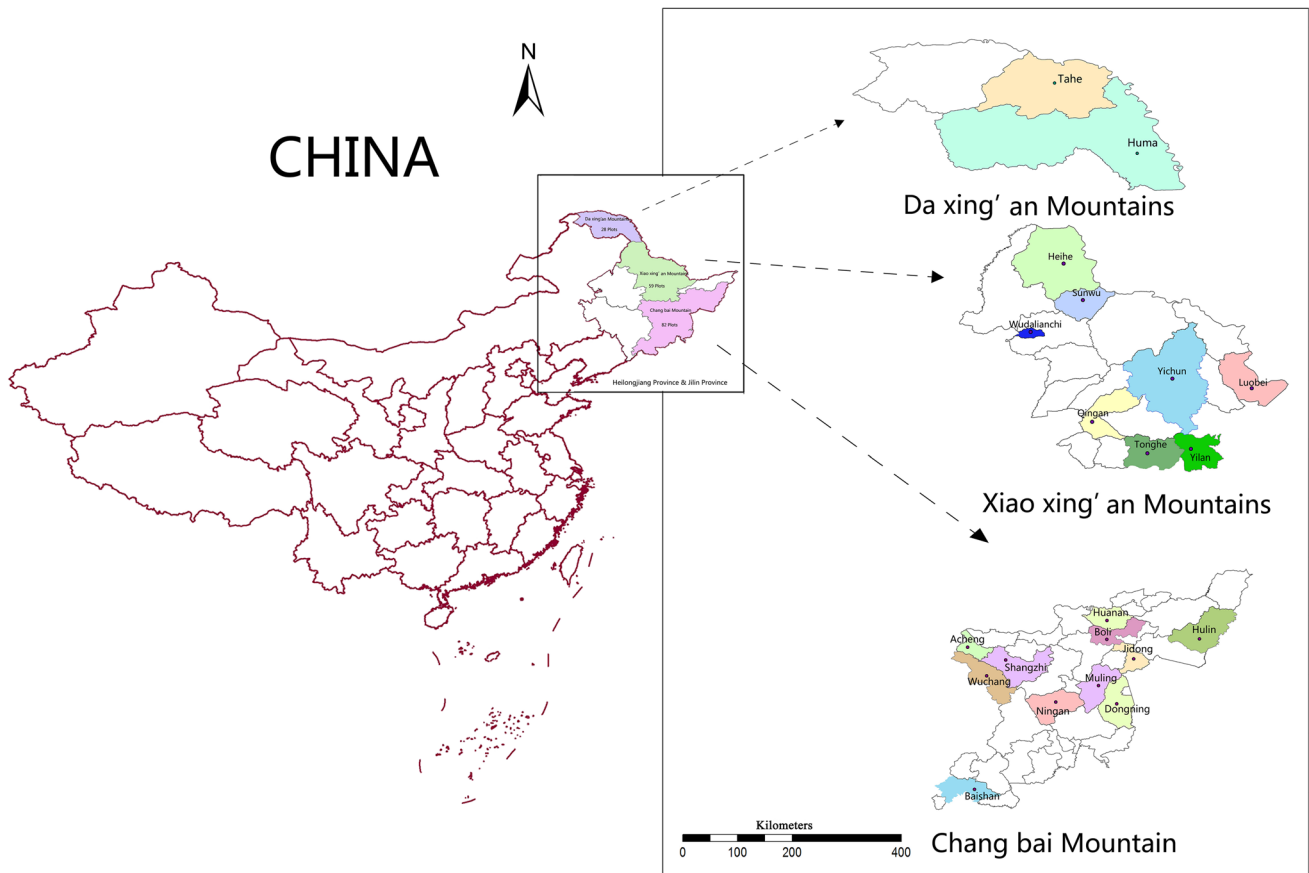 N
CHINA
Da xing'an Mountains
28 Plots
Xiao xing' an Mountains
59 Plots
Chang bai Mountain
82 Plots
Heilongjiang Province & Jilin Province
Tahe
Huma
Da xing' an Mountains
Heihe
Sunwu
Wudalianchi
Yichun
Luobei
Qingan
Tonghe
Yilan
Xiao xing' an Mountains
Huanan
Boli
Hulin
Acheng
Jidong
Shangzhi
Wuchang
Muling
Ningan
Dongning
Baishan
Kilometers
0 100 200 400
Chang bai Mountain